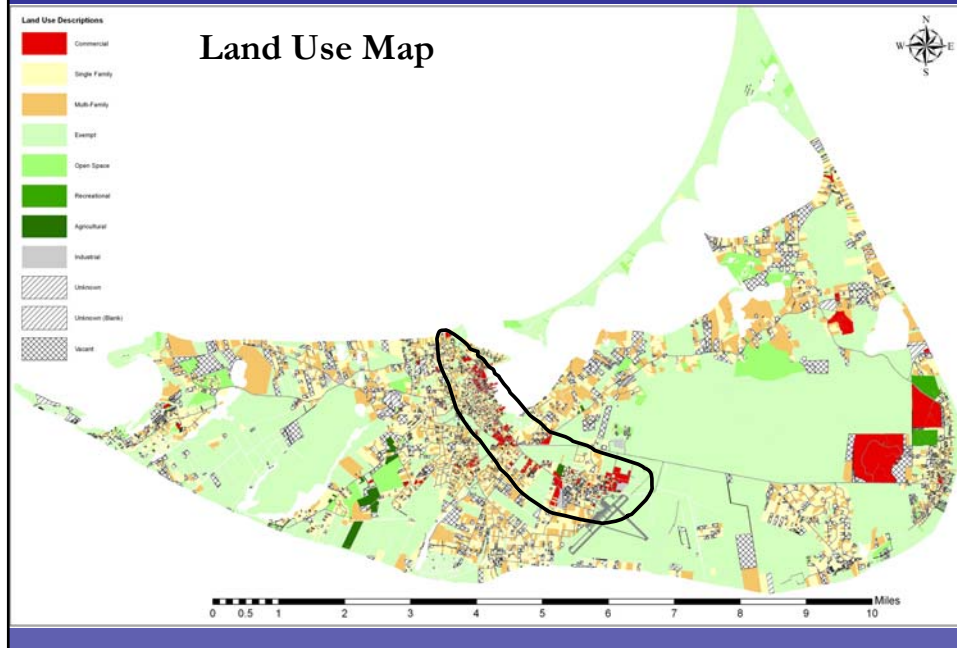 Land Use Map
Land Use Descriptions
Commercial
Single Family
Multi-Family
Exempt
Open Space
Recreational
Agricultural
Industrial
Unknown
Unknown (Blank)
Vacant
N
W E
S
Miles
0 0.5 1 2 3 4 5 6 7 8 9 10